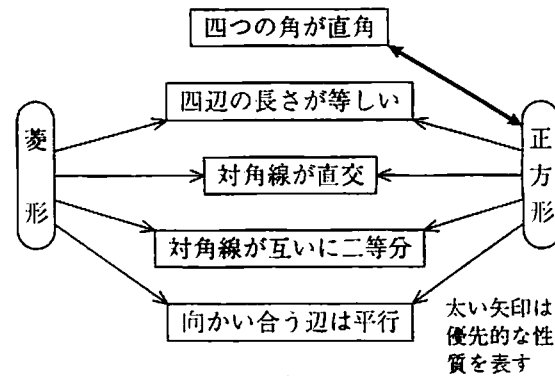 四つの角が直角
四辺の長さが等しい
菱形
正方形
対角線が直交
対角線が互いに二等分
向かい合う辺は平行
太い矢印は
優先的な性
質を表す